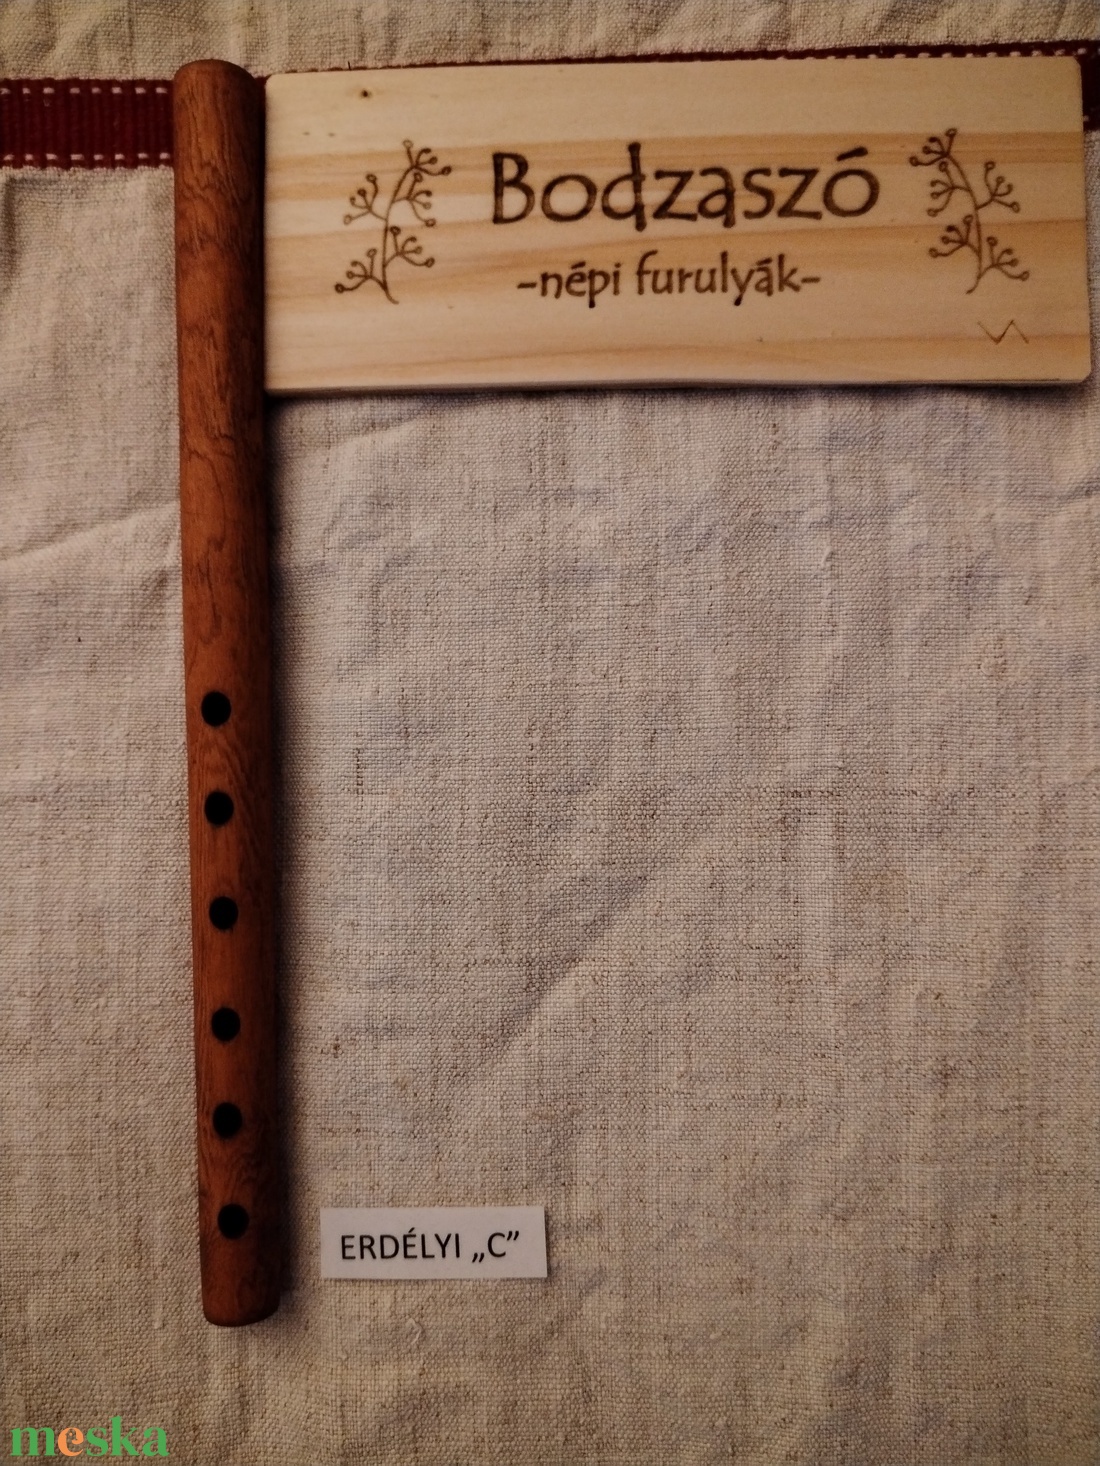 Bodzaszó
-népi furulyák-
ERDÉLYI „C”
meska